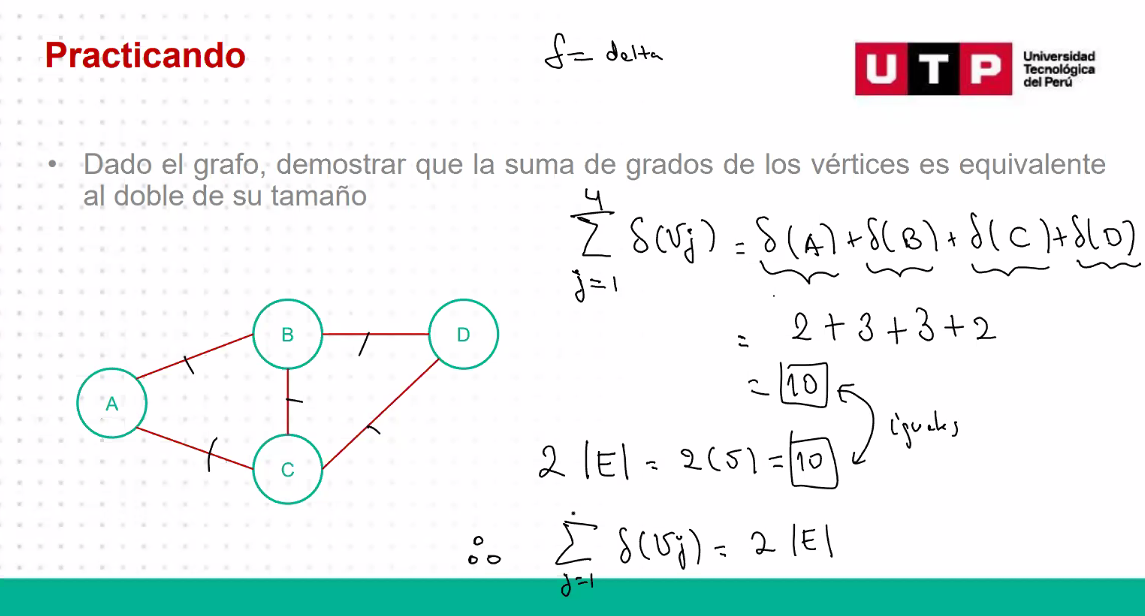 Practicando
δ = delta
UTP Universidad
Tecnológica
del Perú
• Dado el grafo, demostrar que la suma de grados de los vértices es equivalente
al doble de su tamaño
4
Σ δ(Vj) = δ(A) + δ(B) + δ(C) + δ(D)
j=1
= 2 + 3 + 3 + 2
= 10
iguales
2 |E| = 2(5) = 10
∴ Σ δ(Vj) = 2 |E|
j=1
B
D
A
C